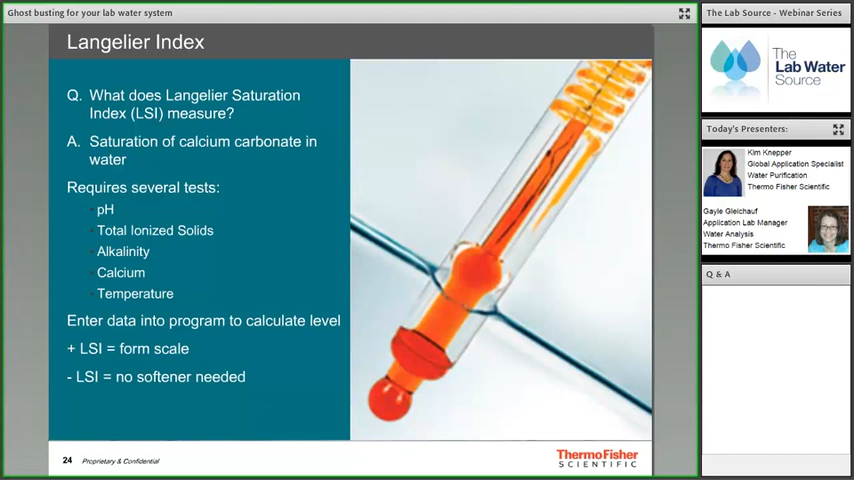 Ghost busting for your lab water system
Langelier Index
Q. What does Langelier Saturation
Index (LSI) measure?
A. Saturation of calcium carbonate in
water
Requires several tests:
- pH
- Total Ionized Solids
- Alkalinity
- Calcium
- Temperature
Enter data into program to calculate level
+ LSI = form scale
- LSI = no softener needed
24 Proprietary & Confidential
ThermoFisher
SCIENTIFIC
The Lab Source - Webinar Series
The
Lab Water
Source
Today's Presenters:
Kim Knepper
Global Application Specialist
Water Purification
Thermo Fisher Scientific
Gayle Gleichauf
Application Lab Manager
Water Analysis
Thermo Fisher Scientific
Q & A